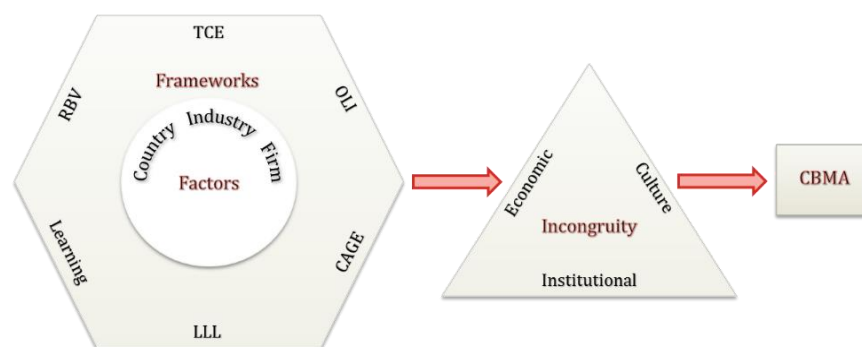 TCE
Frameworks
RBV
OLI
Country Industry Firm
Factors
Learning
CAGE
LLL
Economic
Culture
Incongruity
Institutional
CBMA